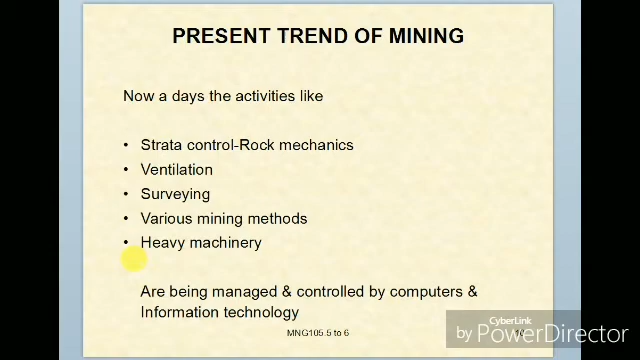 PRESENT TREND OF MINING
Now a days the activities like
• Strata control-Rock mechanics
• Ventilation
• Surveying
• Various mining methods
• Heavy machinery
Are being managed & controlled by computers &
Information technology
MNG105.5 to 6
CyberLink
by PowerDirector